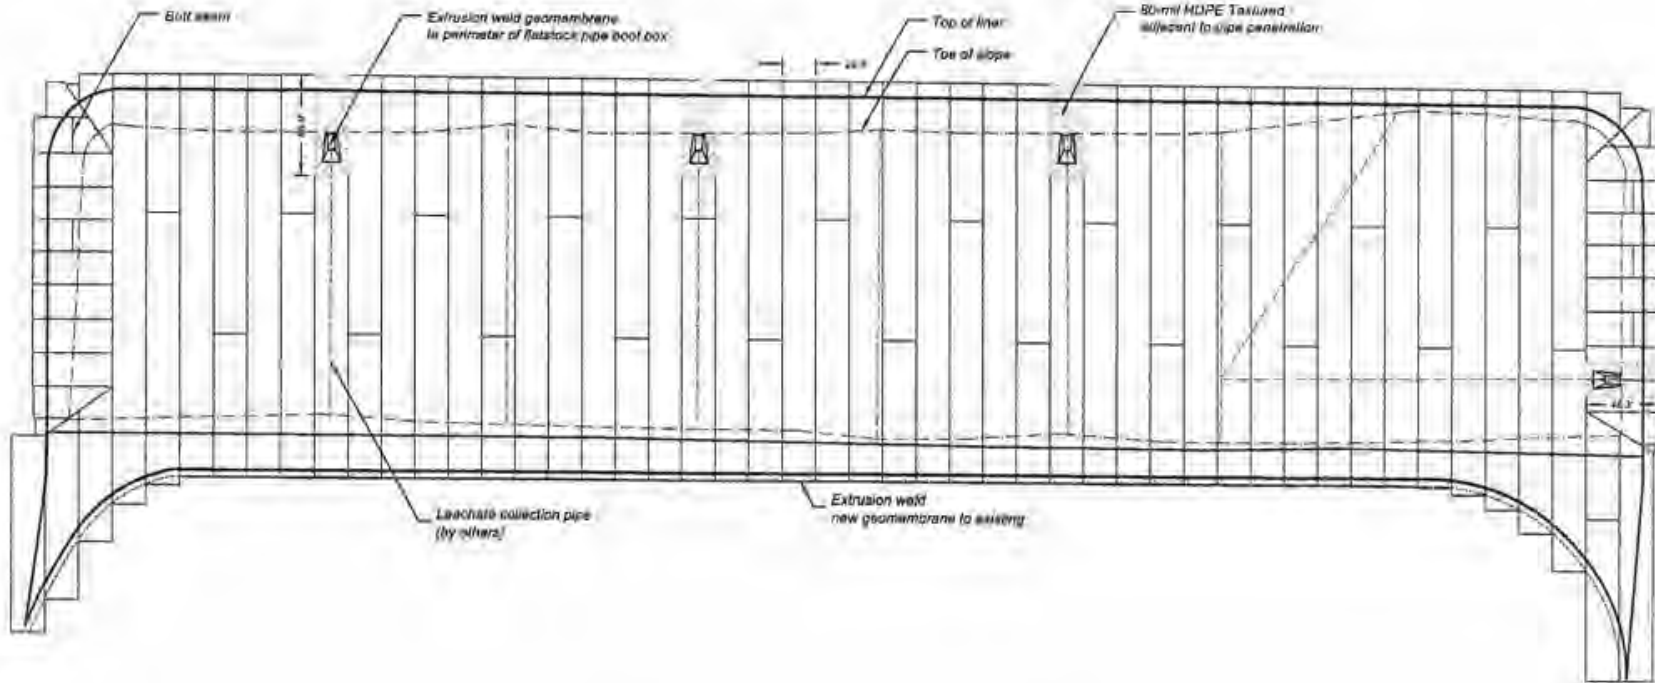 Butt seam
Extrusion weld geomembrane
to perimeter of flatstock pipe boot box
Top of liner
Toe of slope
80-mil HDPE Textured
adjacent to pipe penetration
Leachate collection pipe
(by others)
Extrusion weld
new geomembrane to existing